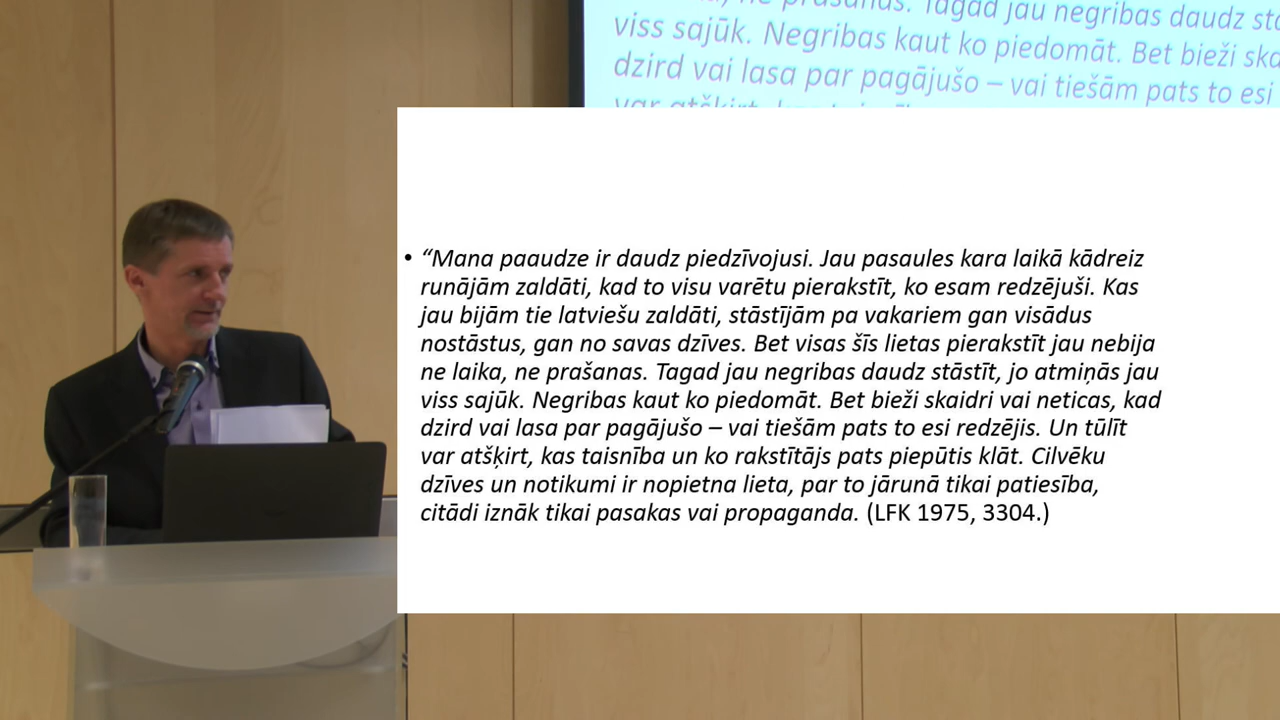 ne prašanas. Tagad jau negribas daudz
viss sajūk. Negribas kaut ko piedomāt. Bet bieži
dzird vai lasa par pagājušo – vai tiešām pats to esi
• “Mana paaudze ir daudz piedzīvojusi. Jau pasaules kara laikā kādreiz
runājām zaldāti, kad to visu varētu pierakstīt, ko esam redzējuši. Kas
jau bijām tie latviešu zaldāti, stāstījām pa vakariem gan visādus
nostāstus, gan no savas dzīves. Bet visas šīs lietas pierakstīt jau nebija
ne laika, ne prašanas. Tagad jau negribas daudz stāstīt, jo atmiņās jau
viss sajūk. Negribas kaut ko piedomāt. Bet bieži skaidri vai neticas, kad
dzird vai lasa par pagājušo – vai tiešām pats to esi redzējis. Un tūlīt
var atšķirt, kas taisnība un ko rakstītājs pats piepūtis klāt. Cilvēku
dzīves un notikumi ir nopietna lieta, par to jārunā tikai patiesība,
citādi iznāk tikai pasakas vai propaganda. (LFK 1975, 3304.)